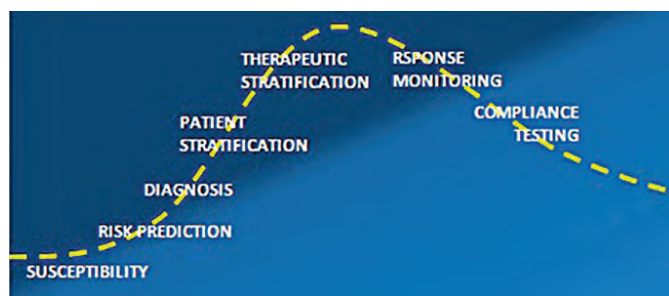 THERAPEUTIC
STRATIFICATION
RSPONSE
MONITORING
PATIENT
STRATIFICATION
COMPLIANCE
TESTING
DIAGNOSIS
RISK PREDICTION
SUSCEPTIBILITY